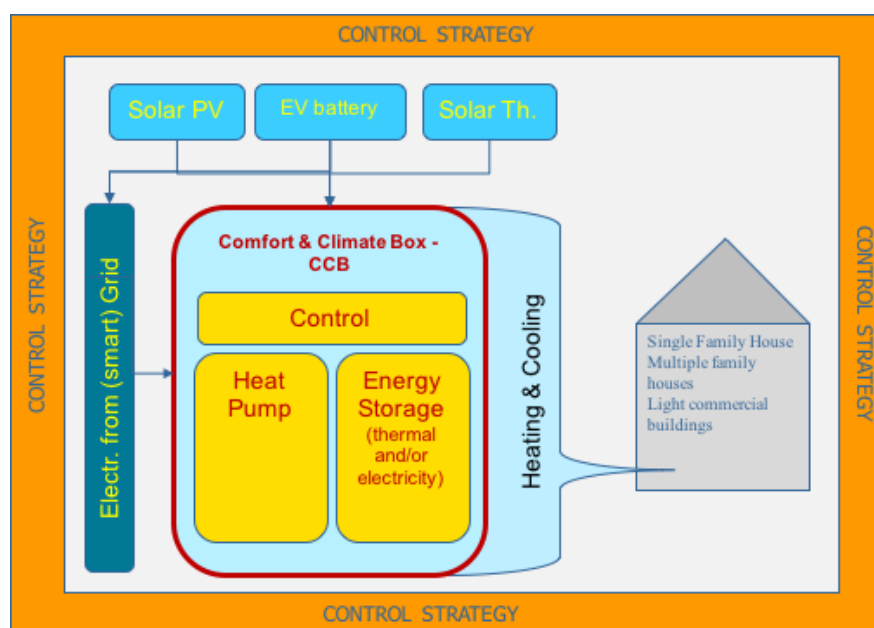 CONTROL STRATEGY
Solar PV
EV battery
Solar Th.
CONTROL STRATEGY
Electr. from (smart) Grid
Comfort & Climate Box -
CCB
Control
Heat
Pump
Energy
Storage
(thermal
and/or
electricity)
Heating & Cooling
Single Family House
Multiple family
houses
Light commercial
buildings
CONTROL STRATEGY
CONTROL STRATEGY